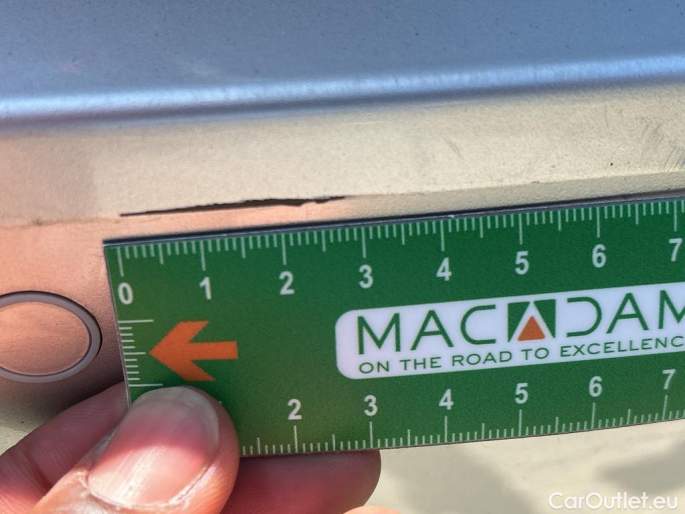 0 1 2 3 4 5 6 7
MACADAM
ON THE ROAD TO EXCELLENC
2 3 4 5 6 7
CarOutlet.eu